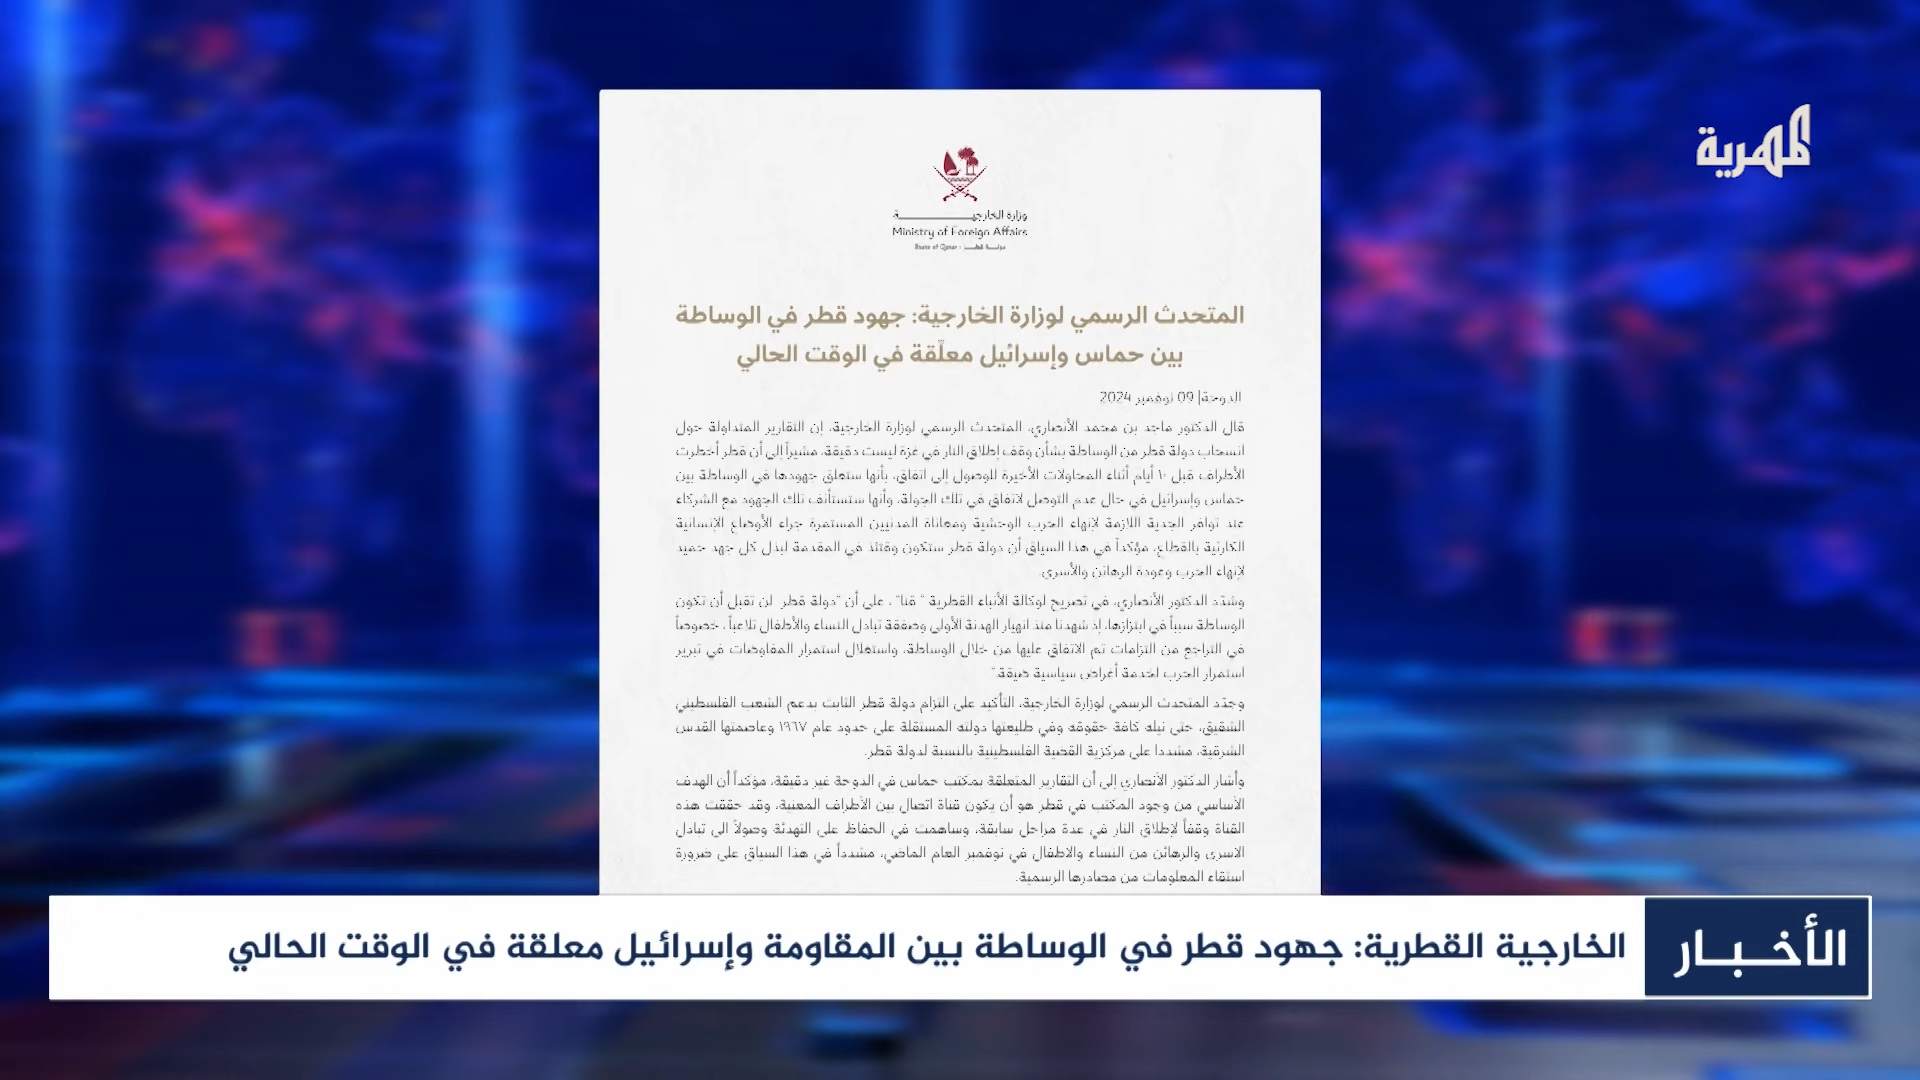 المهرية
وزارة الخارجيـــــــــــــة
Ministry of Foreign Affairs
State of Qatar - دولــة قطــر
المتحدث الرسمي لوزارة الخارجية: جهود قطر في الوساطة
بين حماس وإسرائيل معلّقة في الوقت الحالي
الدوحة| 09 نوفمبر 2024
قال الدكتور ماجد بن محمد الأنصاري، المتحدث الرسمي لوزارة الخارجية، إن التقارير المتداولة حول
انسحاب دولة قطر من الوساطة بشأن وقف إطلاق النار في غزة ليست دقيقة، مشيراً إلى أن قطر أخطرت
الأطراف قبل ١٠ أيام أثناء المحاولات الأخيرة للوصول إلى اتفاق، بأنها ستعلق جهودها في الوساطة بين
حماس وإسرائيل في حال عدم التوصل لاتفاق في تلك الجولة، وأنها ستستأنف تلك الجهود مع الشركاء
عند توافر الجدية اللازمة لإنهاء الحرب الوحشية ومعاناة المدنيين المستمرة جراء الأوضاع الإنسانية
الكارثية بالقطاع، مؤكداً في هذا السياق أن دولة قطر ستكون وقتئذ في المقدمة لبذل كل جهد حميد
لإنهاء الحرب وعودة الرهائن والأسرى.
وشدّد الدكتور الأنصاري، في تصريح لوكالة الأنباء القطرية " قنا" ، على أن "دولة قطر لن تقبل أن تكون
الوساطة سبباً في ابتزازها، إذ شهدنا منذ انهيار الهدنة الأولى وصفقة تبادل النساء والأطفال تلاعباً ، خصوصاً
في التراجع من التزامات تم الاتفاق عليها من خلال الوساطة، واستغلال استمرار المفاوضات في تبرير
استمرار الحرب لخدمة أغراض سياسية ضيقة"
وجدّد المتحدث الرسمي لوزارة الخارجية، التأكيد على التزام دولة قطر الثابت بدعم الشعب الفلسطيني
الشقيق، حتى نيله كافة حقوقه وفي طليعتها دولته المستقلة على حدود عام ١٩٦٧ وعاصمتها القدس
الشرقية، مشددا على مركزية القضية الفلسطينية بالنسبة لدولة قطر.
وأشار الدكتور الأنصاري إلى أن التقارير المتعلقة بمكتب حماس في الدوحة غير دقيقة، مؤكداً أن الهدف
الأساسي من وجود المكتب في قطر هو أن يكون قناة اتصال بين الأطراف المعنية، وقد حققت هذه
القناة وقفاً لإطلاق النار في عدة مراحل سابقة، وساهمت في الحفاظ على التهدئة وصولاً الى تبادل
الاسرى والرهائن من النساء والاطفال في نوفمبر العام الماضي، مشدداً في هذا السياق على ضرورة
استقاء المعلومات من مصادرها الرسمية.
الأخـبـار
الخارجية القطرية: جهود قطر في الوساطة بين المقاومة وإسرائيل معلقة في الوقت الحالي